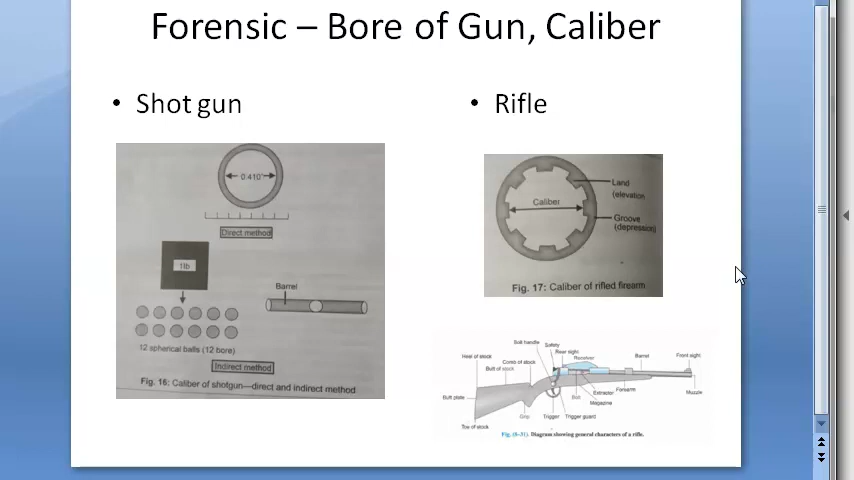 Forensic – Bore of Gun, Caliber
• Shot gun
0.410"
Direct method
1lb
Barrel
12 spherical balls (12 bore)
Indirect method
Fig. 16: Caliber of shotgun—direct and indirect method
• Rifle
Land
(elevation
Caliber
Groove
(depression)
Fig. 17: Caliber of rifled firearm
Bolt handle
Safety
Rear sight
Receiver
Barrel
Front sight
Heel of stock
Comb of stock
Butt of stock
Butt plate
Toe of stock
Grip
Trigger
Trigger guard
Bolt
Extractor
Magazine
Forearm
Muzzle
Fig. (8–31). Diagram showing general characters of a rifle.